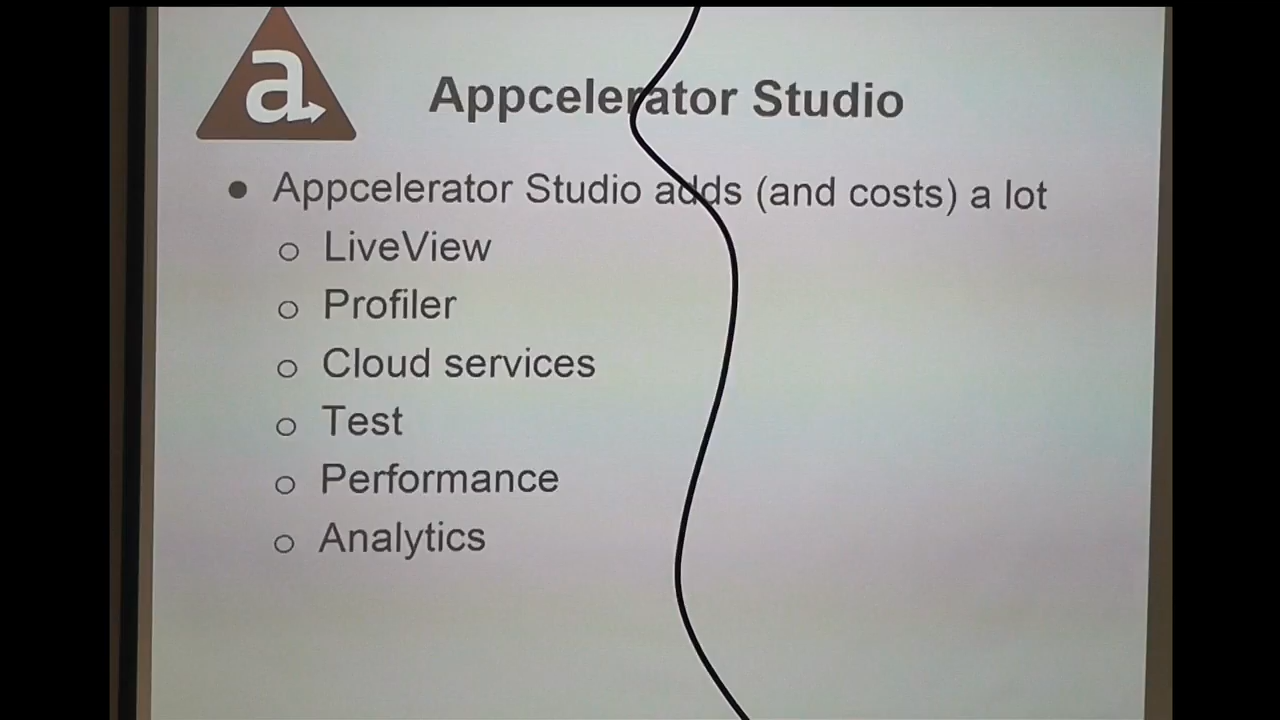 a
Appcelerator Studio
● Appcelerator Studio adds (and costs) a lot
○ LiveView
○ Profiler
○ Cloud services
○ Test
○ Performance
○ Analytics